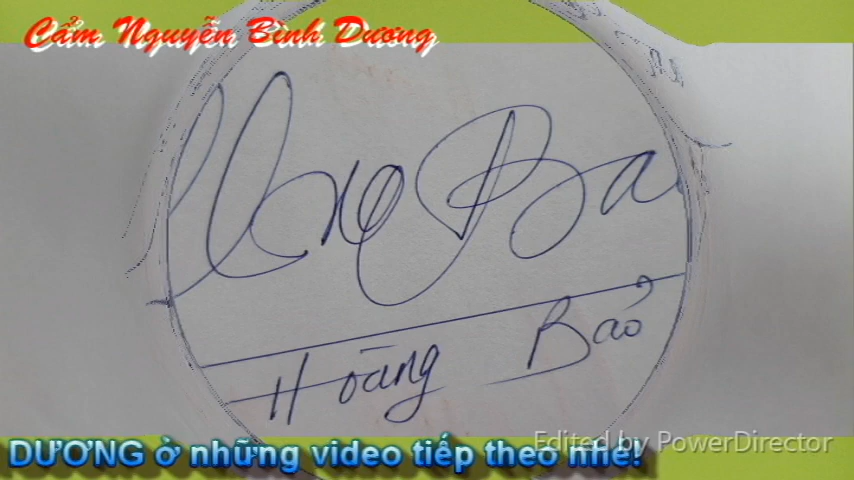 Cẩm Nguyễn Bình Dương
Hoàng Bảo
DƯƠNG ở những video tiếp theo nhé!
Edited by PowerDirector